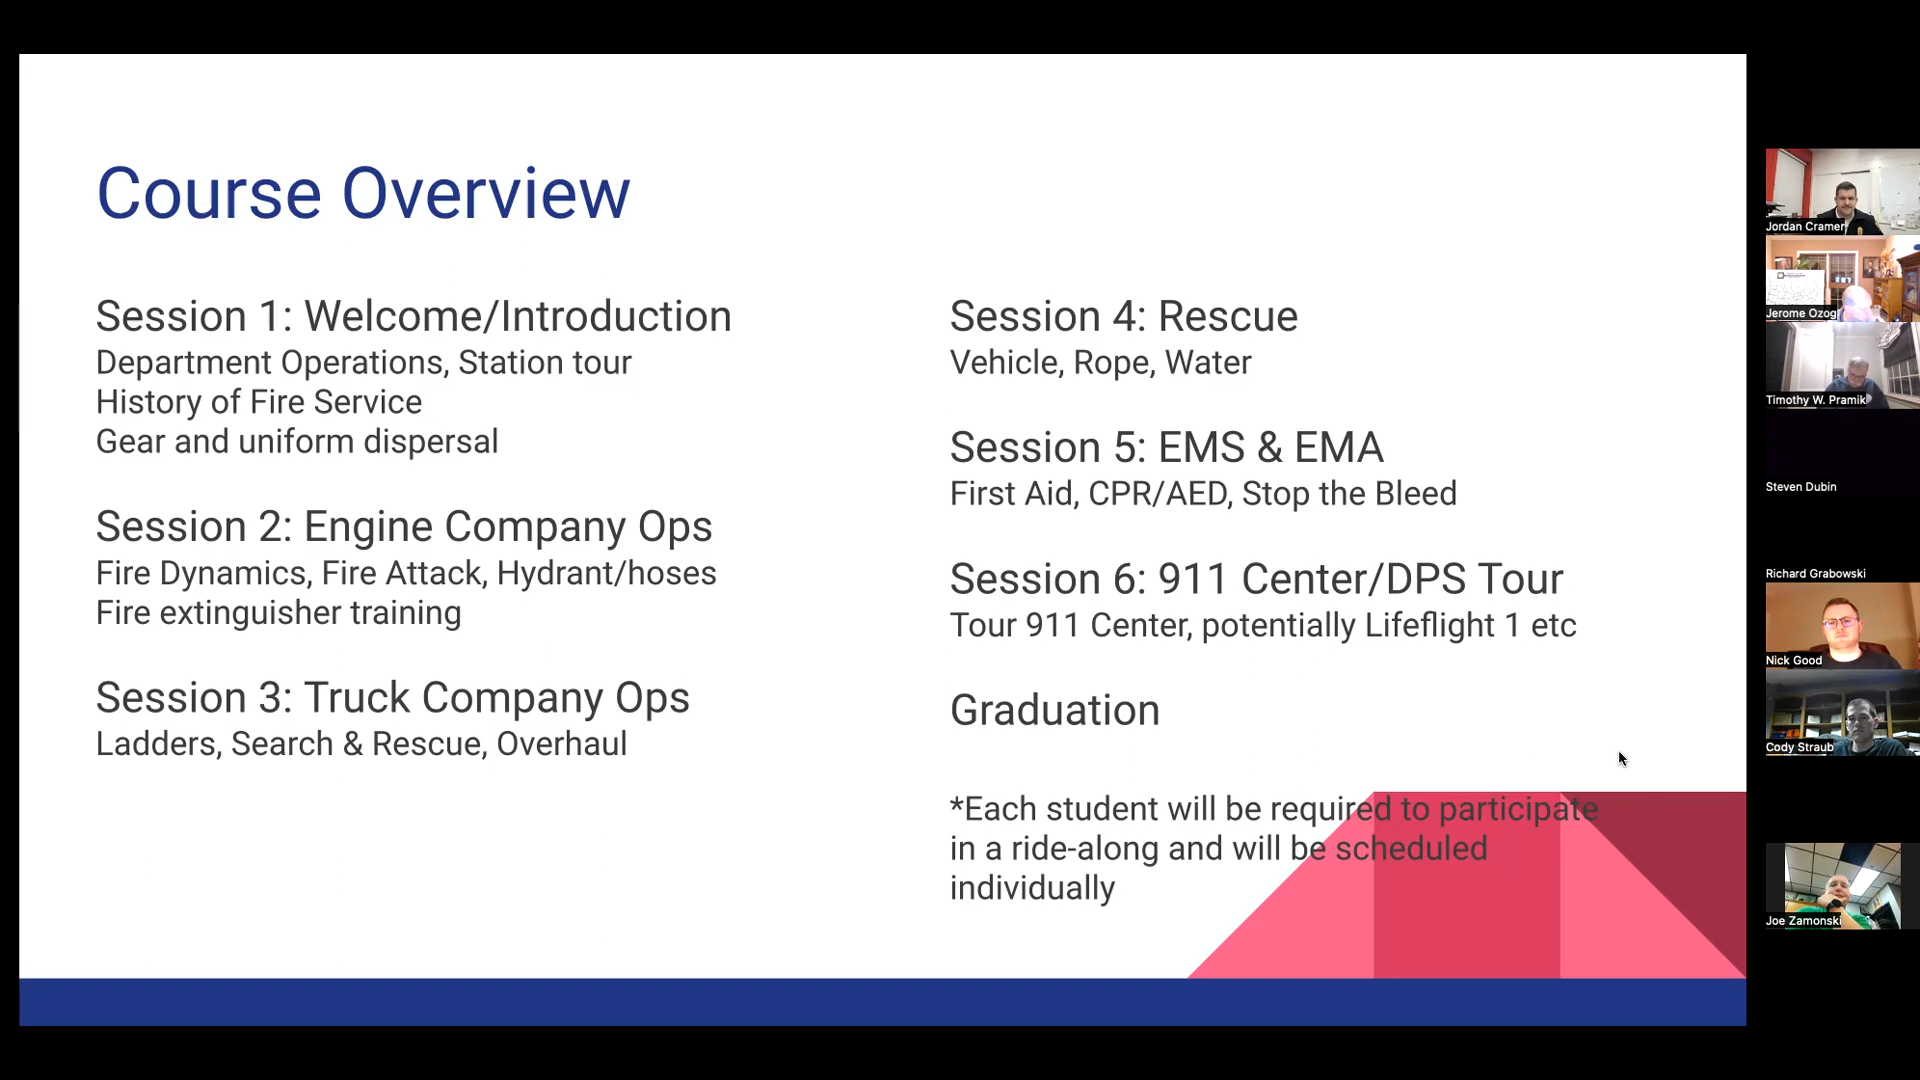 Course Overview
Session 1: Welcome/Introduction
Department Operations, Station tour
History of Fire Service
Gear and uniform dispersal
Session 2: Engine Company Ops
Fire Dynamics, Fire Attack, Hydrant/hoses
Fire extinguisher training
Session 3: Truck Company Ops
Ladders, Search & Rescue, Overhaul
Session 4: Rescue
Vehicle, Rope, Water
Session 5: EMS & EMA
First Aid, CPR/AED, Stop the Bleed
Session 6: 911 Center/DPS Tour
Tour 911 Center, potentially Lifeflight 1 etc
Graduation
*Each student will be required to participate
in a ride-along and will be scheduled
individually
Jordan Cramer
Jerome Ozog
Timothy W. Pramik
Steven Dubin
Richard Grabowski
Nick Good
Cody Straub
Joe Zamonski